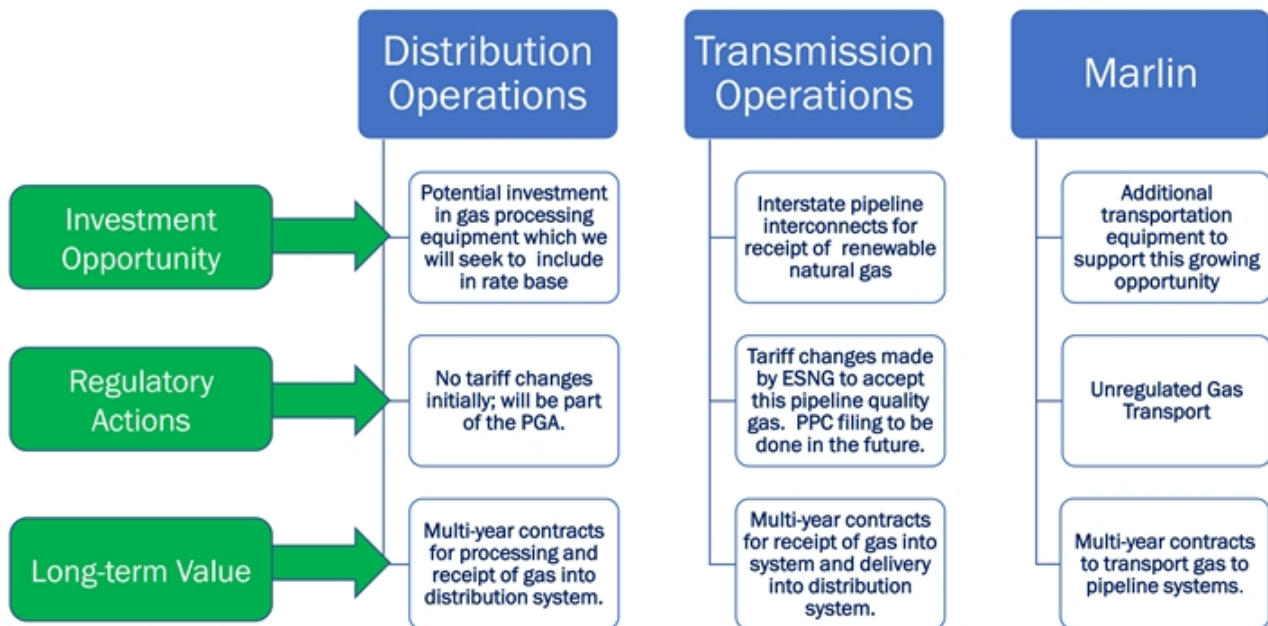 Distribution
Operations
Transmission
Operations
Marlin
Investment
Opportunity
Potential investment
in gas processing
equipment which we
will seek to include
in rate base
Interstate pipeline
interconnects for
receipt of renewable
natural gas
Additional
transportation
equipment to
support this growing
opportunity
Regulatory
Actions
No tariff changes
initially; will be part
of the PGA.
Tariff changes made
by ESNG to accept
this pipeline quality
gas. PPC filing to be
done in the future.
Unregulated Gas
Transport
Long-term Value
Multi-year contracts
for processing and
receipt of gas into
distribution system.
Multi-year contracts
for receipt of gas into
system and delivery
into distribution
system.
Multi-year contracts
to transport gas to
pipeline systems.